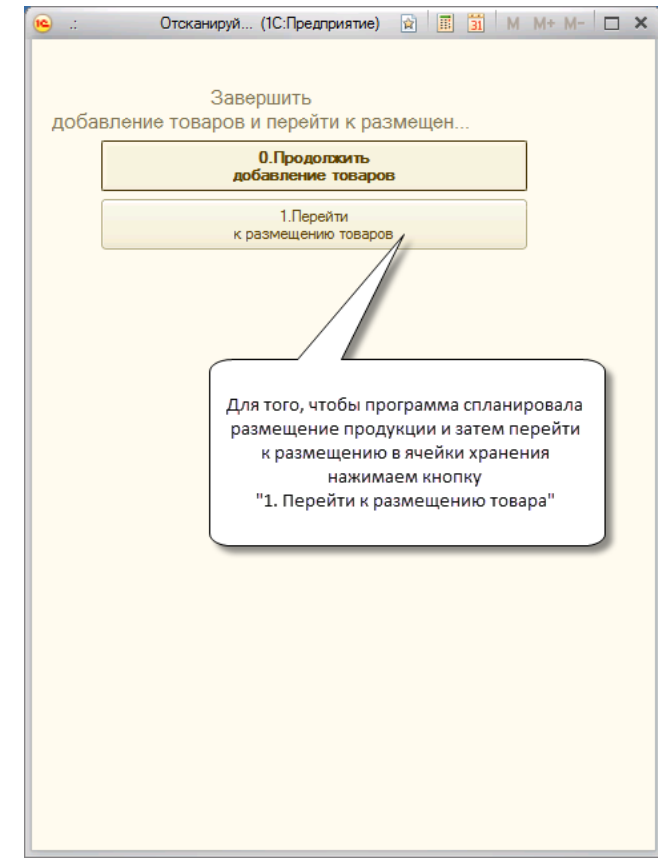 .: Отсканируй... (1С:Предприятие) 31 M M+ M-
Завершить
добавление товаров и перейти к размещен...
0.Продолжить
добавление товаров
1.Перейти
к размещению товаров
Для того, чтобы программа спланировала
размещение продукции и затем перейти
к размещению в ячейки хранения
нажимаем кнопку
"1. Перейти к размещению товара"